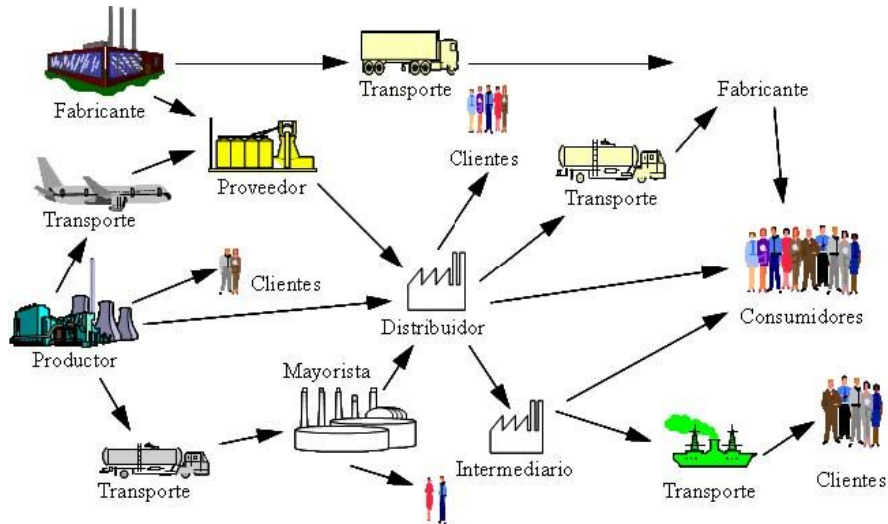 Fabricante
Transporte
Fabricante
Clientes
Proveedor
Transporte
Transporte
Clientes
Distribuidor
Consumidores
Productor
Mayorista
Intermediario
Transporte
Transporte
Clientes